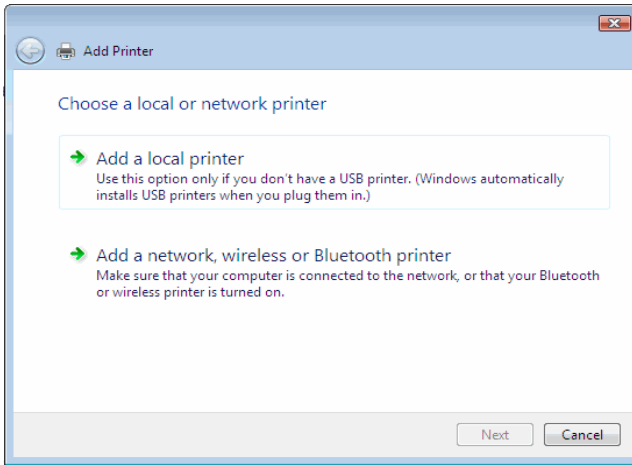 Add Printer
Choose a local or network printer
Add a local printer
Use this option only if you don't have a USB printer. (Windows automatically
installs USB printers when you plug them in.)
Add a network, wireless or Bluetooth printer
Make sure that your computer is connected to the network, or that your Bluetooth
or wireless printer is turned on.
Next Cancel